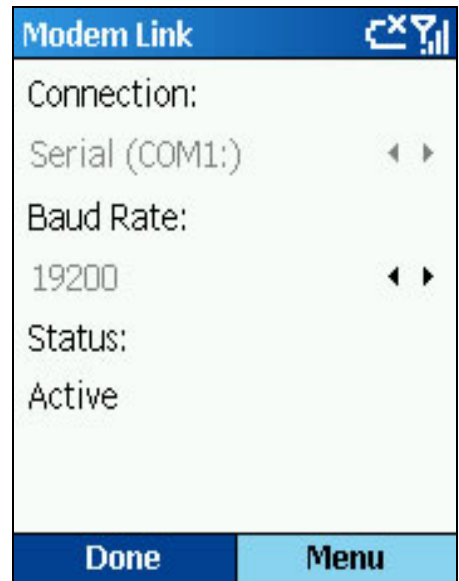 Modem Link
Connection:
Serial (COM1:)
Baud Rate:
19200
Status:
Active
Done Menu